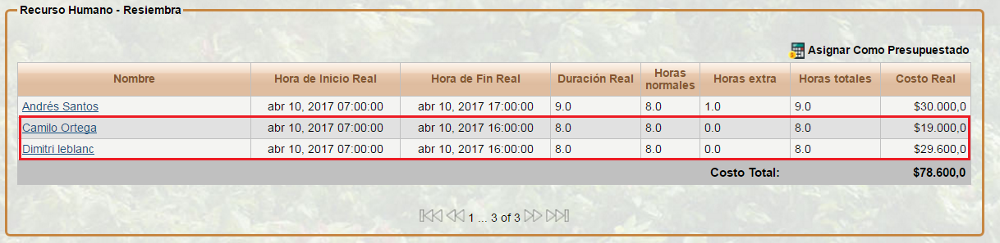 Recurso Humano - Resiembra
Asignar Como Presupuestado
Nombre Hora de Inicio Real Hora de Fin Real Duración Real Horas normales Horas extra Horas totales Costo Real
Andrés Santos abr 10, 2017 07:00:00 abr 10, 2017 17:00:00 9.0 8.0 1.0 9.0 $30.000,0
Camilo Ortega abr 10, 2017 07:00:00 abr 10, 2017 16:00:00 8.0 8.0 0.0 8.0 $19.000,0
Dimitri leblanc abr 10, 2017 07:00:00 abr 10, 2017 16:00:00 8.0 8.0 0.0 8.0 $29.600,0
Costo Total: $78.600,0
1 ... 3 of 3